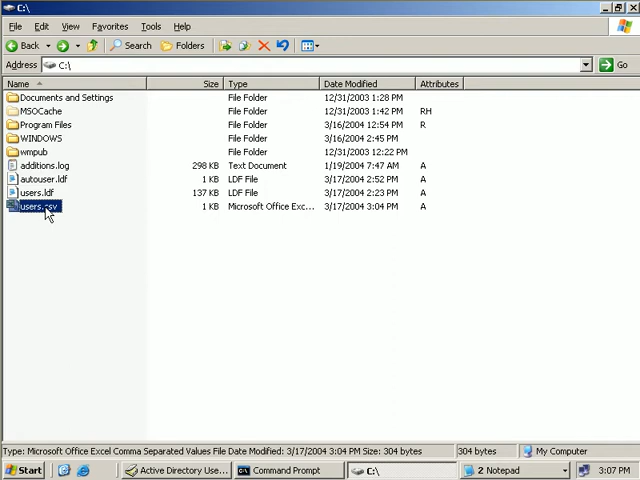 C:\
File Edit View Favorites Tools Help
Back Search Folders
Address C:\ Go
Name Size Type Date Modified Attributes
Documents and Settings File Folder 12/31/2003 1:28 PM
MSOCache File Folder 12/31/2003 1:42 PM RH
Program Files File Folder 3/16/2004 12:54 PM R
WINDOWS File Folder 3/16/2004 2:45 PM
wmpub File Folder 12/31/2003 12:22 PM
additions.log 298 KB Text Document 1/19/2004 7:47 AM A
autouser.ldf 1 KB LDF File 3/17/2004 2:52 PM A
users.ldf 137 KB LDF File 3/17/2004 2:23 PM A
users.csv 1 KB Microsoft Office Exc... 3/17/2004 3:04 PM A
Type: Microsoft Office Excel Comma Separated Values File Date Modified: 3/17/2004 3:04 PM Size: 304 bytes 304 bytes My Computer
Start Active Directory Use... Command Prompt C:\ 2 Notepad 3:07 PM